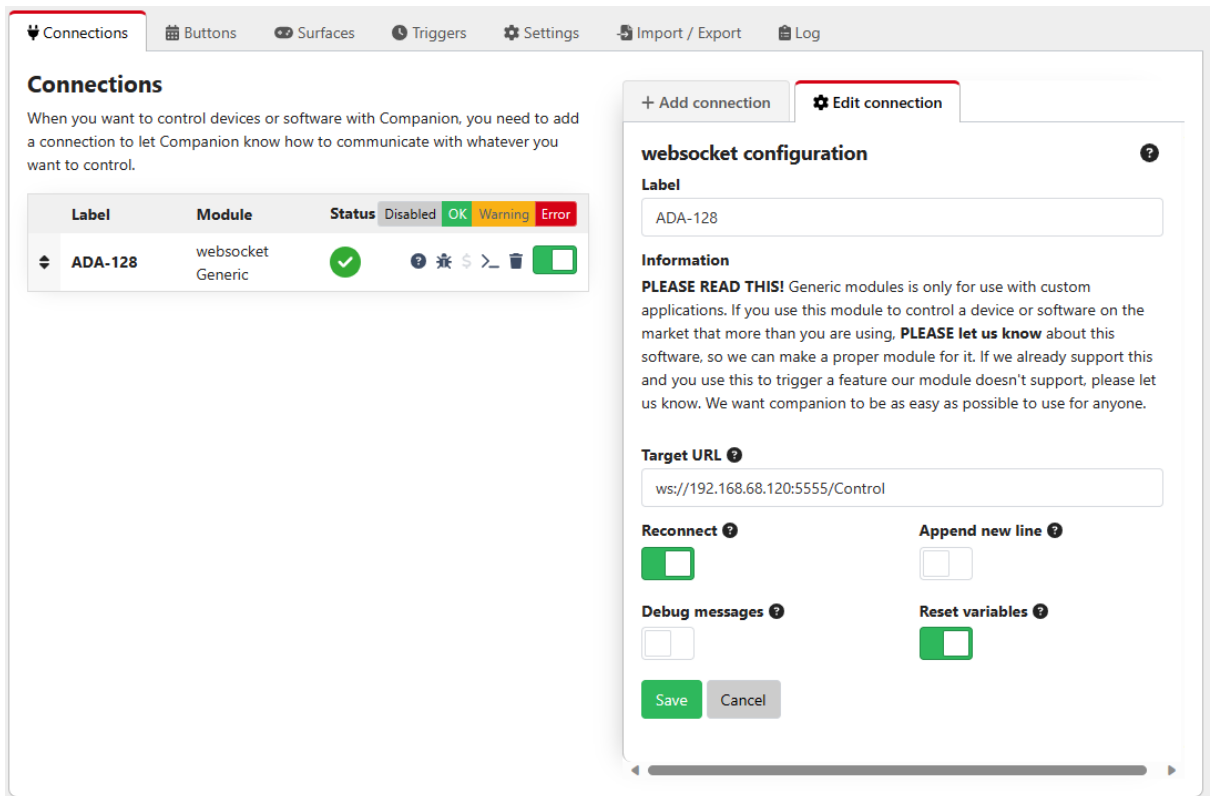 Connections Buttons Surfaces Triggers Settings Import / Export Log
Connections
When you want to control devices or software with Companion, you need to add
a connection to let Companion know how to communicate with whatever you
want to control.
Label Module Status Disabled OK Warning Error
ADA-128 websocket
Generic
+ Add connection Edit connection
websocket configuration
Label
ADA-128
Information
PLEASE READ THIS! Generic modules is only for use with custom
applications. If you use this module to control a device or software on the
market that more than you are using, PLEASE let us know about this
software, so we can make a proper module for it. If we already support this
and you use this to trigger a feature our module doesn't support, please let
us know. We want companion to be as easy as possible to use for anyone.
Target URL
ws://192.168.68.120:5555/Control
Reconnect Append new line
Debug messages Reset variables
Save Cancel